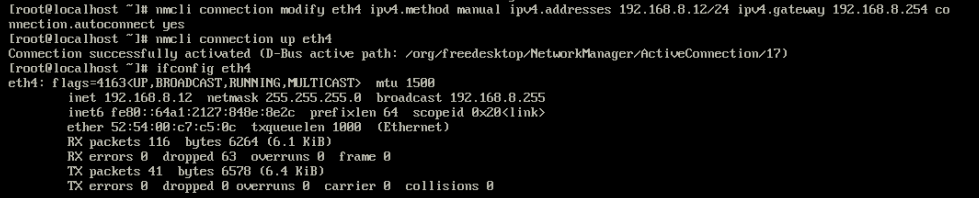 [root@localhost ~]# nmcli connection modify eth4 ipv4.method manual ipv4.addresses 192.168.8.12/24 ipv4.gateway 192.168.8.254 co
nnection.autoconnect yes
[root@localhost ~]# nmcli connection up eth4
Connection successfully activated (D-Bus active path: /org/freedesktop/NetworkManager/ActiveConnection/17)
[root@localhost ~]# ifconfig eth4
eth4: flags=4163<UP,BROADCAST,RUNNING,MULTICAST>  mtu 1500
        inet 192.168.8.12  netmask 255.255.255.0  broadcast 192.168.8.255
        inet6 fe80::64a1:2127:848e:8e2c  prefixlen 64  scopeid 0x20<link>
        ether 52:54:00:c7:c5:0c  txqueuelen 1000  (Ethernet)
        RX packets 116  bytes 6264 (6.1 KiB)
        RX errors 0  dropped 63  overruns 0  frame 0
        TX packets 41  bytes 6578 (6.4 KiB)
        TX errors 0  dropped 0 overruns 0  carrier 0  collisions 0